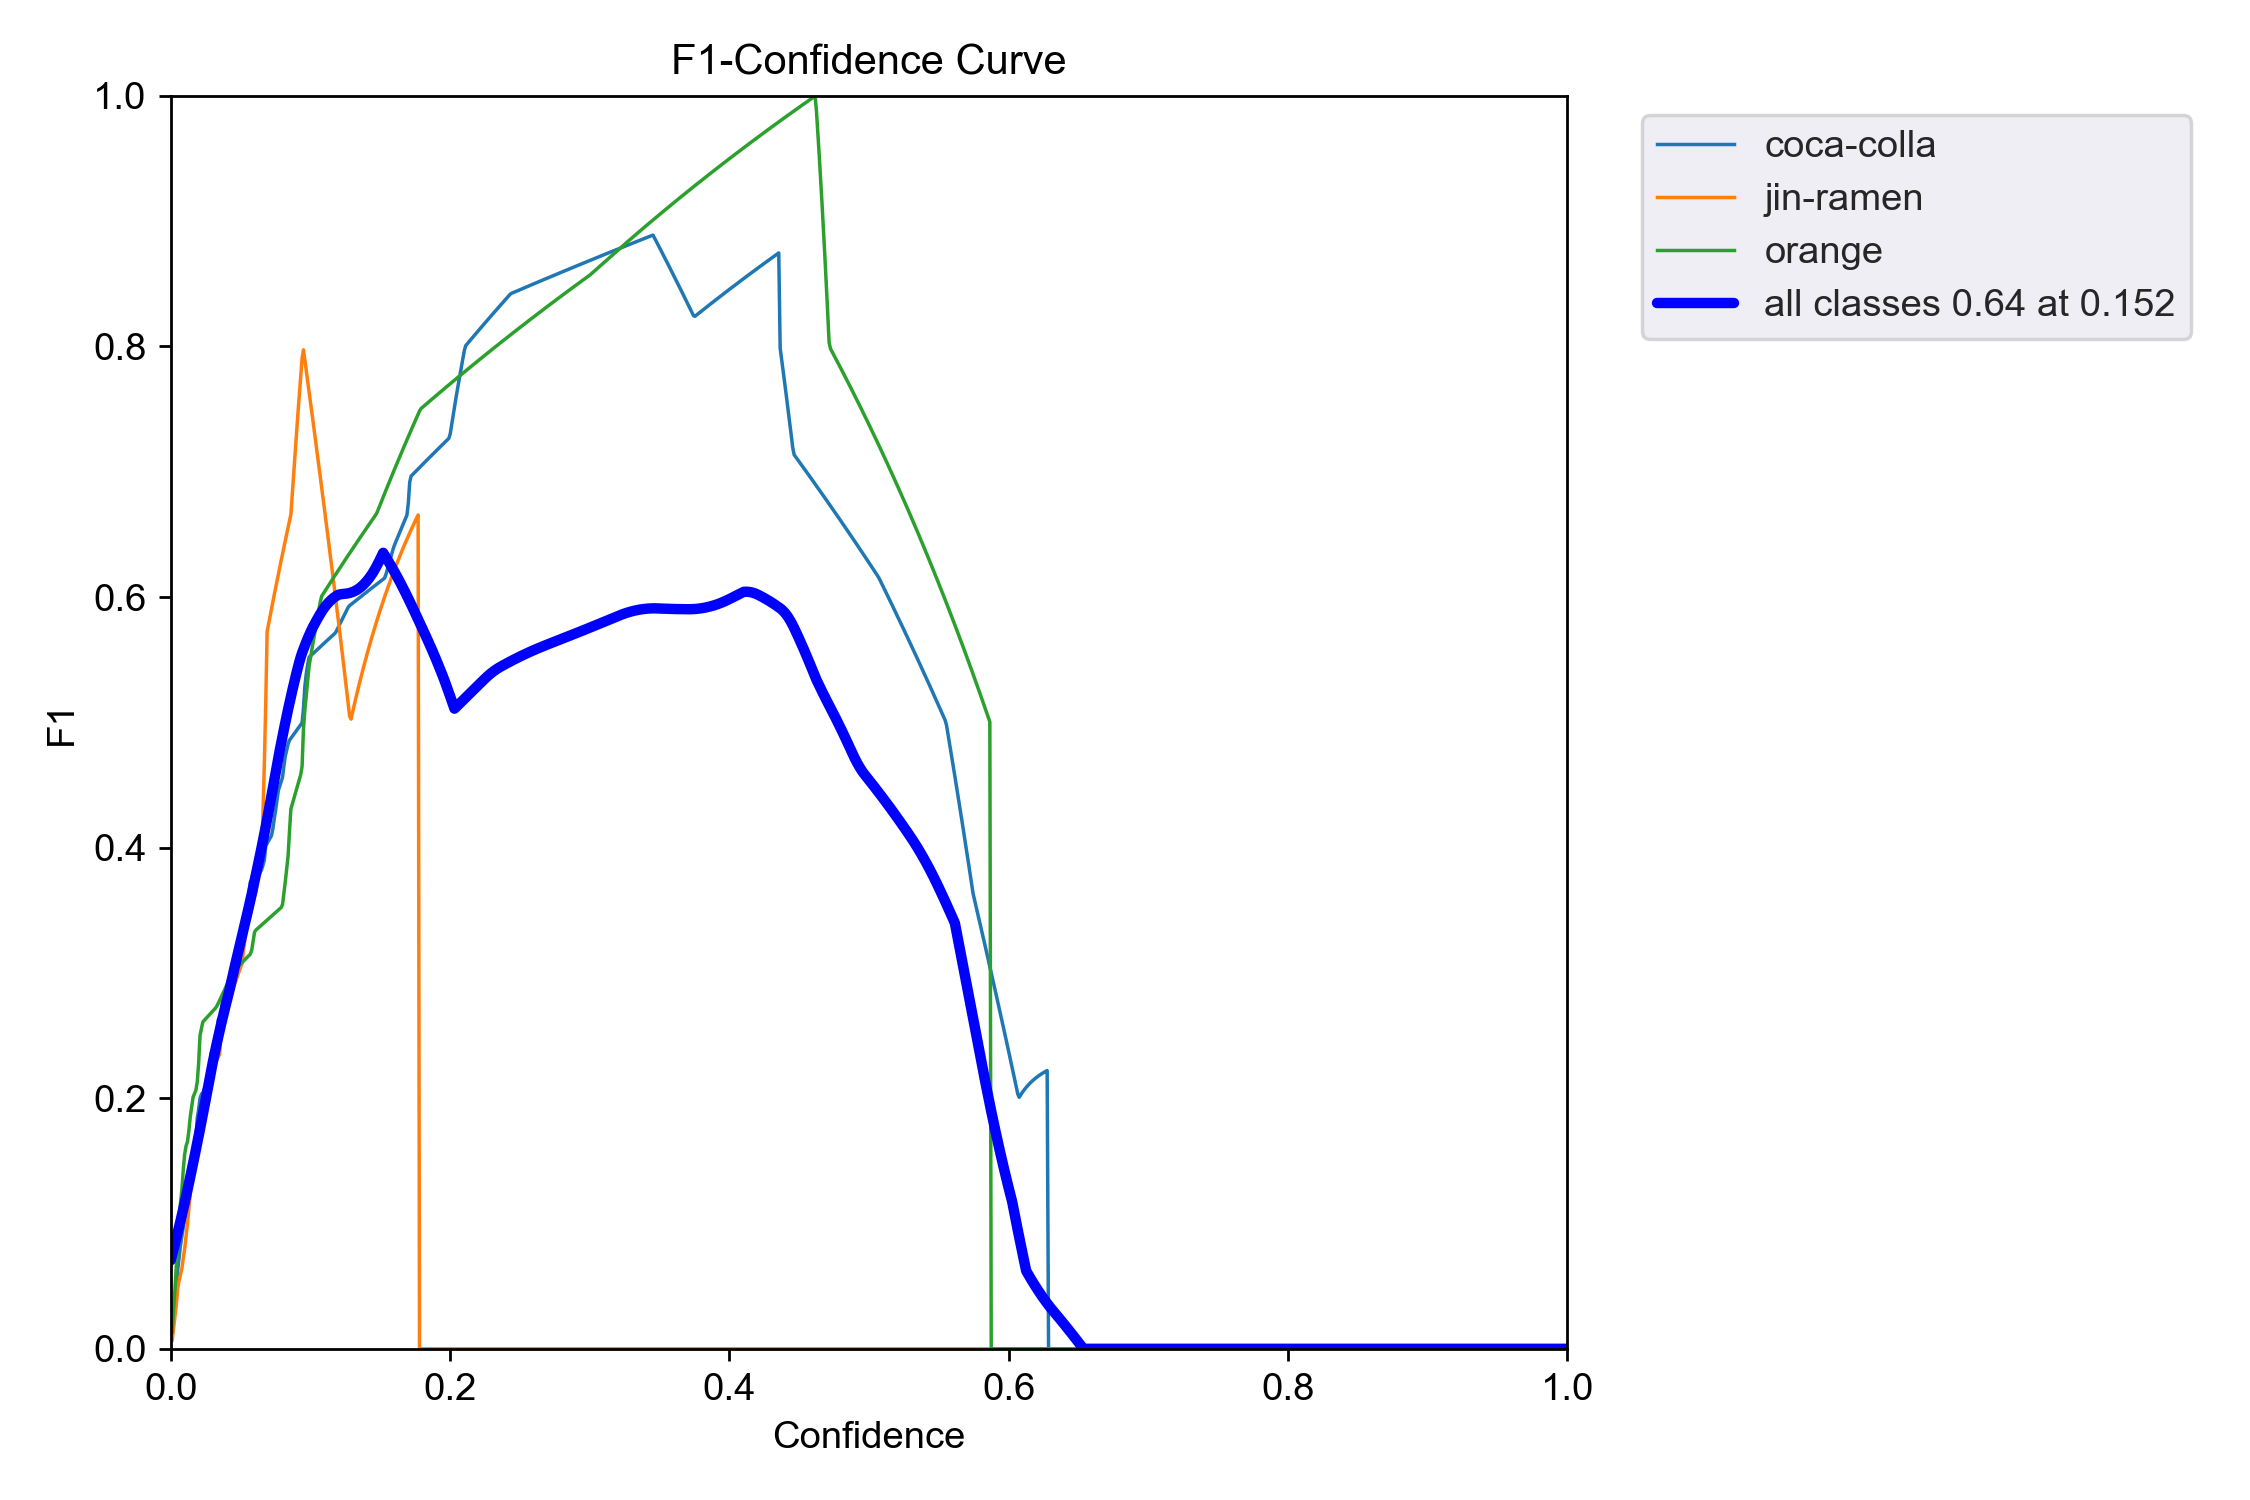 F1-Confidence Curve
1.0
0.8
0.6
0.4
0.2
0.0
F1
0.0 0.2 0.4 0.6 0.8 1.0
Confidence
coca-colla
jin-ramen
orange
all classes 0.64 at 0.152